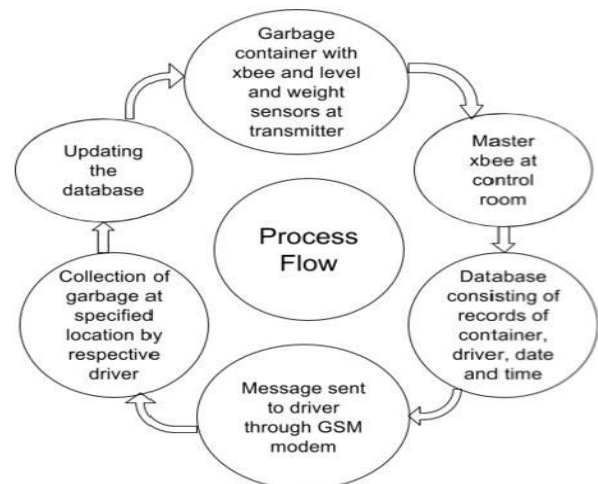 Garbage
container with
xbee and level
and weight
sensors at
transmitter
Master
xbee at
control
room
Database
consisting of
records of
container,
driver, date
and time
Message sent
to driver
through GSM
modem
Collection of
garbage at
specified
location by
respective
driver
Updating
the
database
Process
Flow